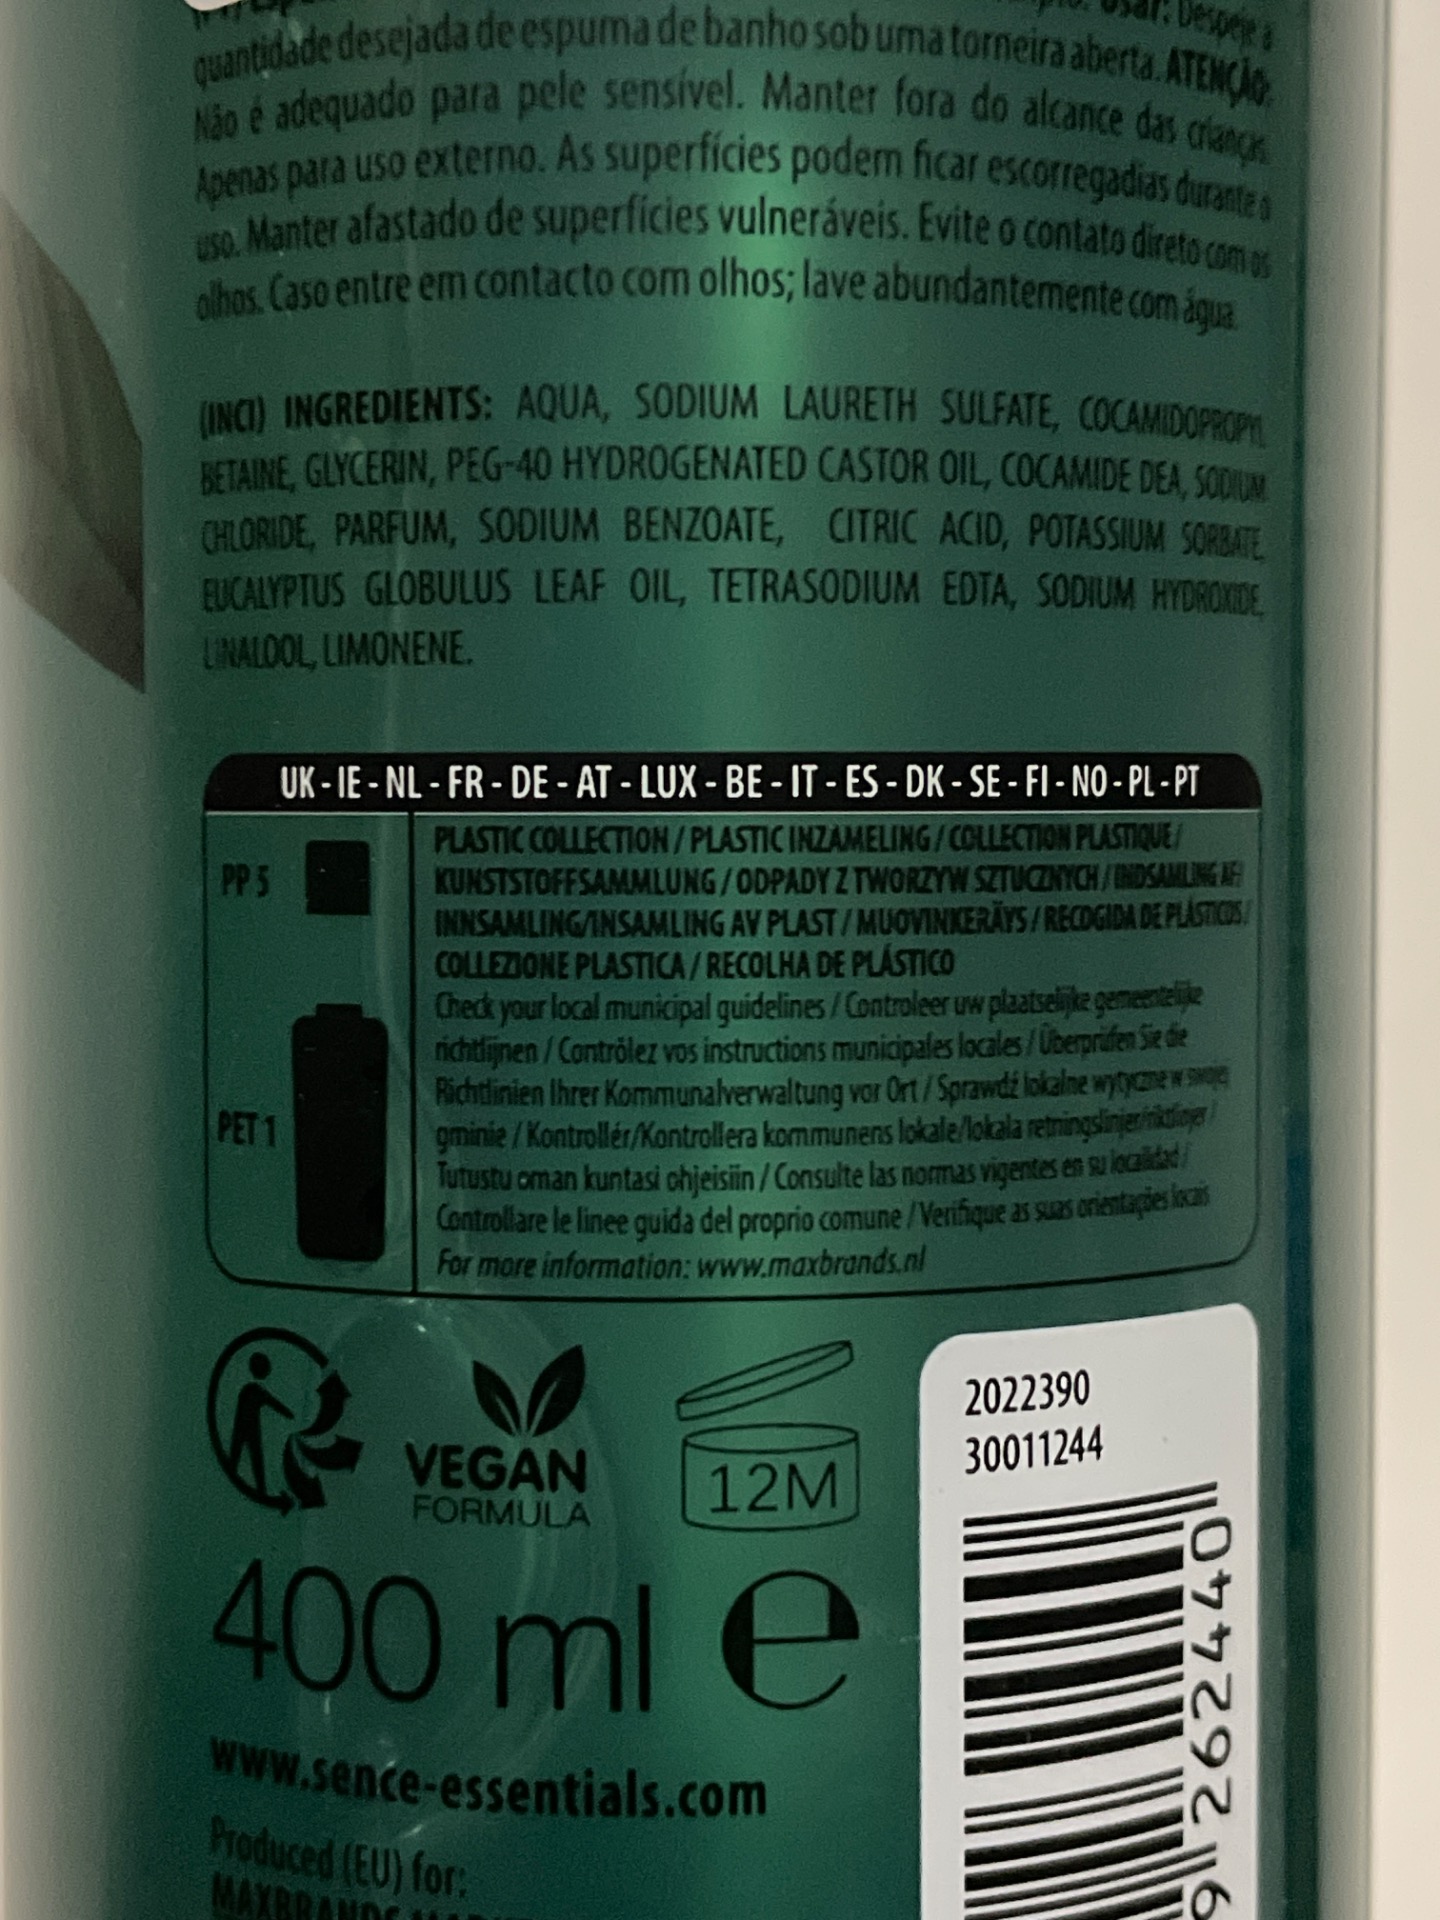 Usar: Despeje a
quantidade desejada de espuma de banho sob uma torneira aberta. ATENÇÃO:
Não é adequado para pele sensível. Manter fora do alcance das crianças.
Apenas para uso externo. As superfícies podem ficar escorregadias durante o
uso. Manter afastado de superfícies vulneráveis. Evite o contato direto com os
olhos. Caso entre em contacto com olhos; lave abundantemente com água.
(INCI) INGREDIENTS: AQUA, SODIUM LAURETH SULFATE, COCAMIDOPROPYL
BETAINE, GLYCERIN, PEG-40 HYDROGENATED CASTOR OIL, COCAMIDE DEA, SODIUM
CHLORIDE, PARFUM, SODIUM BENZOATE, CITRIC ACID, POTASSIUM SORBATE,
EUCALYPTUS GLOBULUS LEAF OIL, TETRASODIUM EDTA, SODIUM HYDROXIDE,
LINALOOL, LIMONENE.
UK - IE - NL - FR - DE - AT - LUX - BE - IT - ES - DK - SE - FI - NO - PL - PT
PP 5
PLASTIC COLLECTION / PLASTIC INZAMELING / COLLECTION PLASTIQUE /
KUNSTSTOFFSAMMLUNG / ODPADY Z TWORZYW SZTUCZNYCH / INDSAMLING AF/
INNSAMLING/INSAMLING AV PLAST / MUOVINKERÄYS / RECOGIDA DE PLÁSTICOS /
COLLEZIONE PLASTICA / RECOLHA DE PLÁSTICO
PET 1
Check your local municipal guidelines / Controleer uw plaatselijke gemeentelijke
richtlijnen / Contrôlez vos instructions municipales locales / Überprüfen Sie die
Richtlinien Ihrer Kommunalverwaltung vor Ort / Sprawdź lokalne wytyczne w swojej
gminie / Kontrollér/Kontrollera kommunens lokale/lokala retningslinjer/riktlinjer /
Tutustu oman kuntasi ohjeisiin / Consulte las normas vigentes en su localidad /
Controllare le linee guida del proprio comune / Verifique as suas orientações locais
For more information: www.maxbrands.nl
VEGAN
FORMULA
12M
2022390
30011244
400 ml e
9 262440
www.sence-essentials.com
Produced (EU) for:
MAXBRANDS